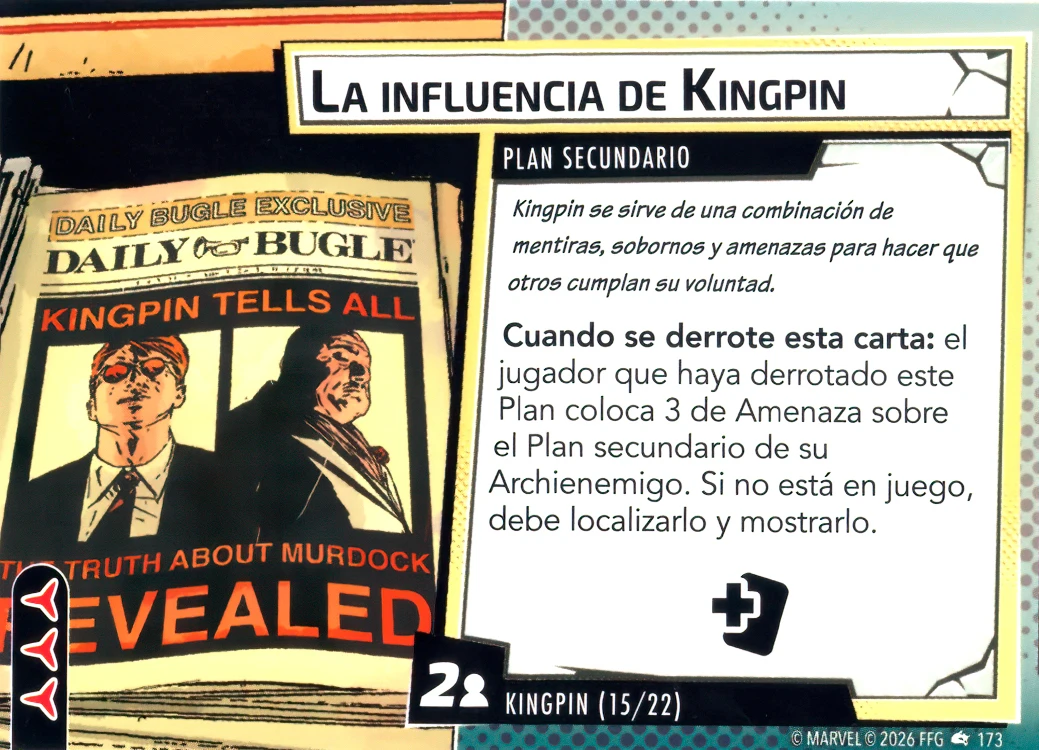 LA INFLUENCIA DE KINGPIN
PLAN SECUNDARIO
Kingpin se sirve de una combinación de
mentiras, sobornos y amenazas para hacer que
otros cumplan su voluntad.
Cuando se derrote esta carta: el
jugador que haya derrotado este
Plan coloca 3 de Amenaza sobre
el Plan secundario de su
Archienemigo. Si no está en juego,
debe localizarlo y mostrarlo.
DAILY BUGLE EXCLUSIVE
DAILY BUGLE
KINGPIN TELLS ALL
THE TRUTH ABOUT MURDOCK
REVEALED
2
KINGPIN (15/22)
© MARVEL © 2026 FFG 173